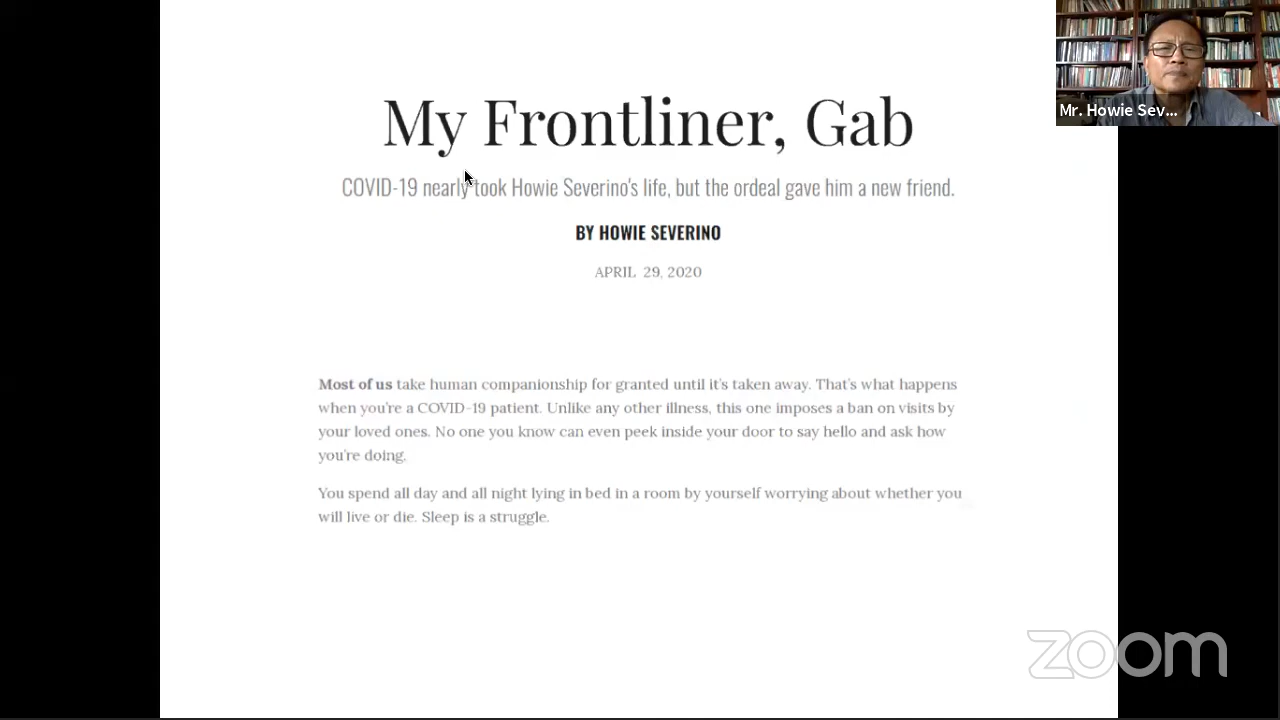 My Frontliner, Gab
COVID-19 nearly took Howie Severino's life, but the ordeal gave him a new friend.
BY HOWIE SEVERINO
APRIL 29, 2020
Most of us take human companionship for granted until it's taken away. That's what happens
when you're a COVID-19 patient. Unlike any other illness, this one imposes a ban on visits by
your loved ones. No one you know can even peek inside your door to say hello and ask how
you're doing.
You spend all day and all night lying in bed in a room by yourself worrying about whether you
will live or die. Sleep is a struggle.
Mr. Howie Sev...
zoom